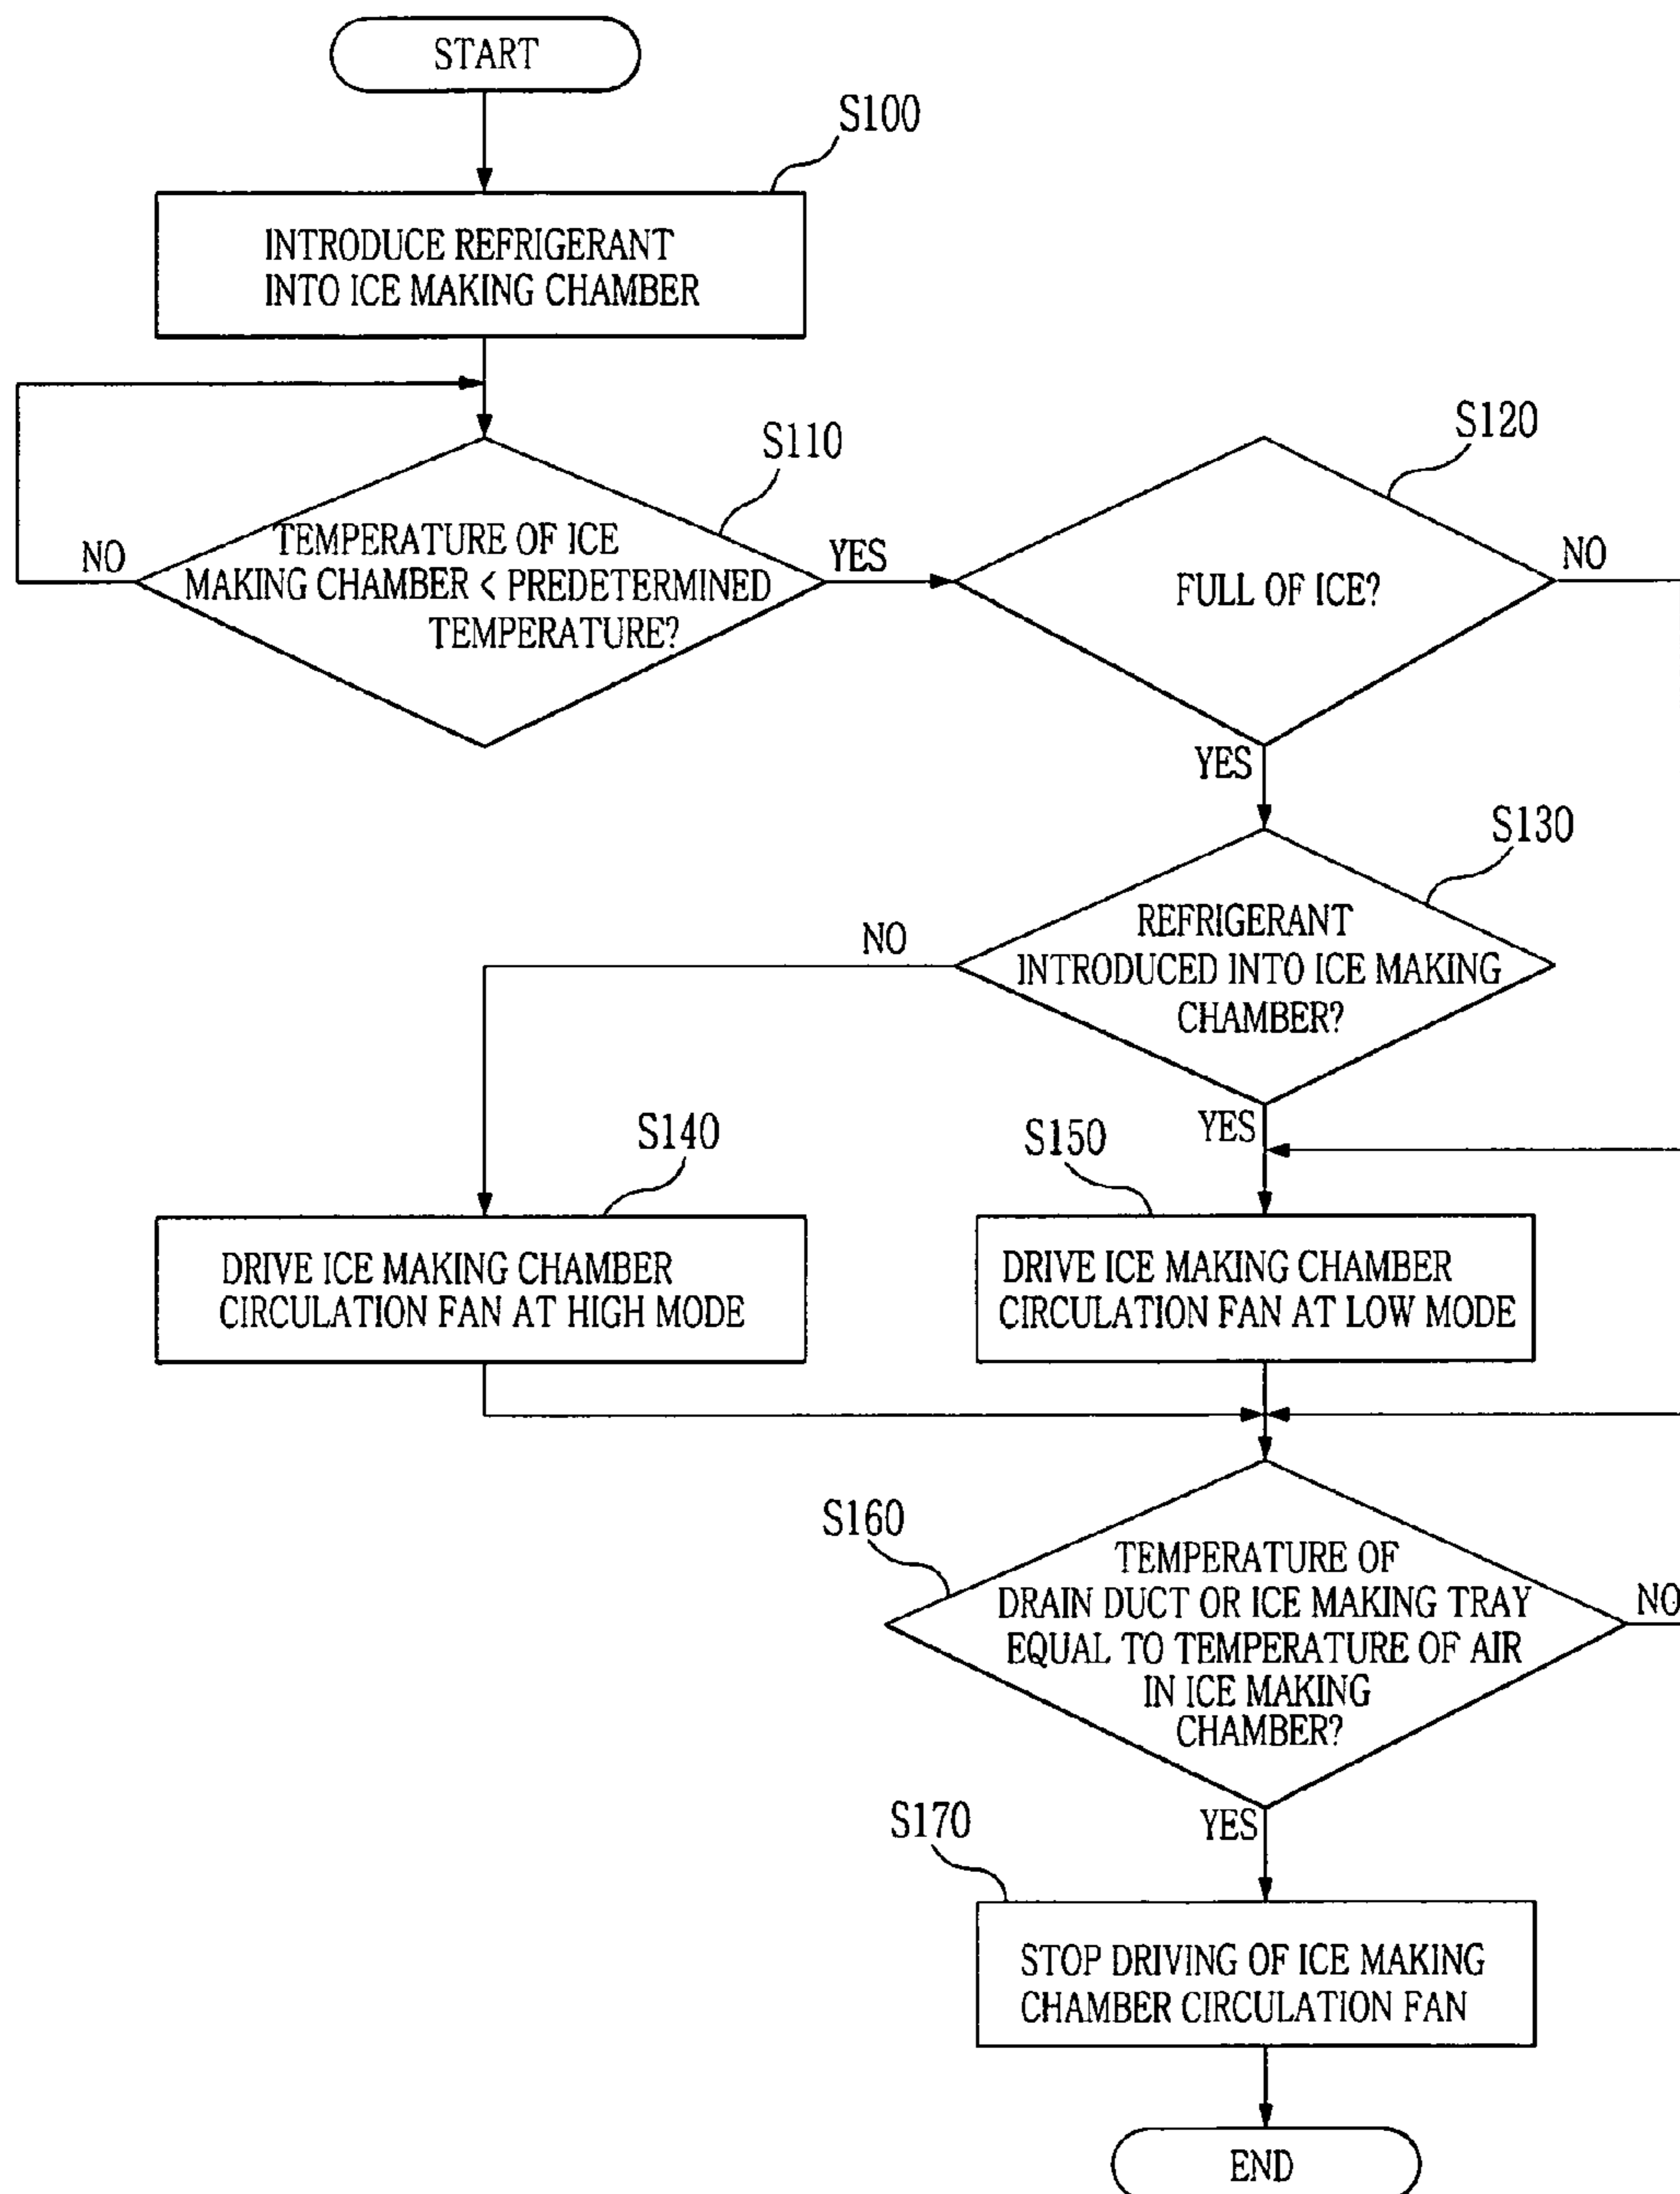 START
S100
INTRODUCE REFRIGERANT
INTO ICE MAKING CHAMBER
S110
TEMPERATURE OF ICE
MAKING CHAMBER < PREDETERMINED
TEMPERATURE?
NO
YES
S120
FULL OF ICE?
NO
YES
S130
REFRIGERANT
INTRODUCED INTO ICE MAKING
CHAMBER?
NO
YES
S140
DRIVE ICE MAKING CHAMBER
CIRCULATION FAN AT HIGH MODE
S150
DRIVE ICE MAKING CHAMBER
CIRCULATION FAN AT LOW MODE
S160
TEMPERATURE OF
DRAIN DUCT OR ICE MAKING TRAY
EQUAL TO TEMPERATURE OF AIR
IN ICE MAKING
CHAMBER?
NO
YES
S170
STOP DRIVING OF ICE MAKING
CHAMBER CIRCULATION FAN
END